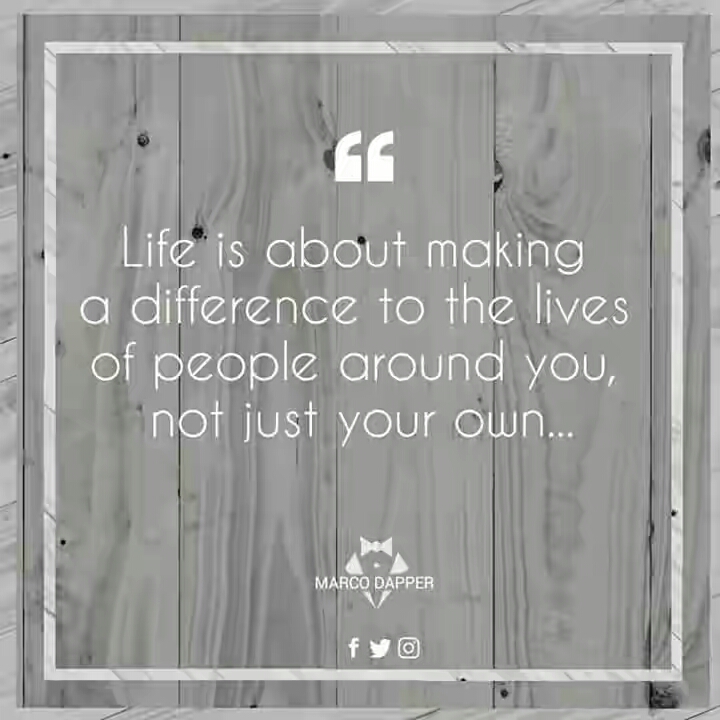 “
Life is about making
a difference to the lives
of people around you,
not just your own...
MARCO DAPPER